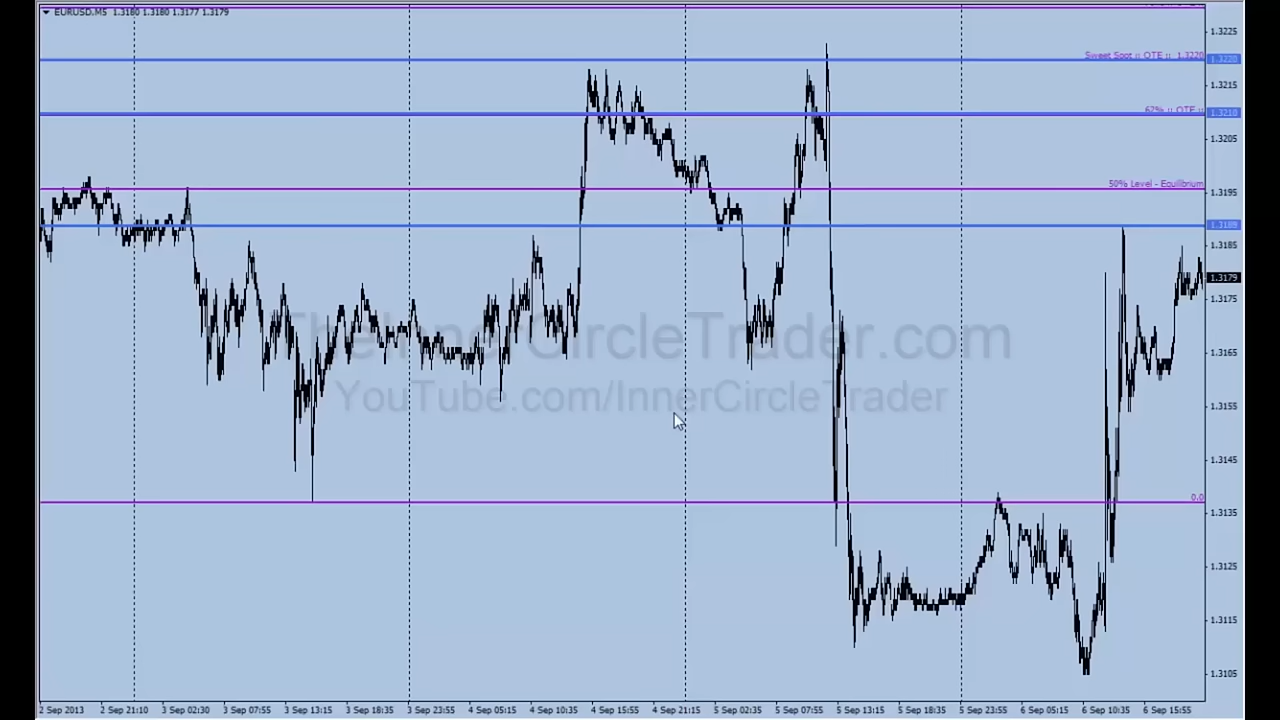 EURUSD,M5 1.3180 1.3180 1.3177 1.3179
1.3225
Sweet Spot :: OTE :: 1.3220
1.3220
1.3215
62% :: OTE ::
1.3210
1.3205
1.3195
50% Level - Equilibrium
1.3189
1.3185
1.3179
1.3175
TheInnerCircleTrader.com
1.3165
YouTube.com/InnerCircleTrader
1.3155
1.3145
0.0
1.3135
1.3125
1.3115
1.3105
2 Sep 2013 2 Sep 21:10 3 Sep 02:30 3 Sep 07:55 3 Sep 13:15 3 Sep 18:35 3 Sep 23:55 4 Sep 05:15 4 Sep 10:35 4 Sep 15:55 4 Sep 21:15 5 Sep 02:35 5 Sep 07:55 5 Sep 13:15 5 Sep 18:35 5 Sep 23:55 6 Sep 05:15 6 Sep 10:35 6 Sep 15:55